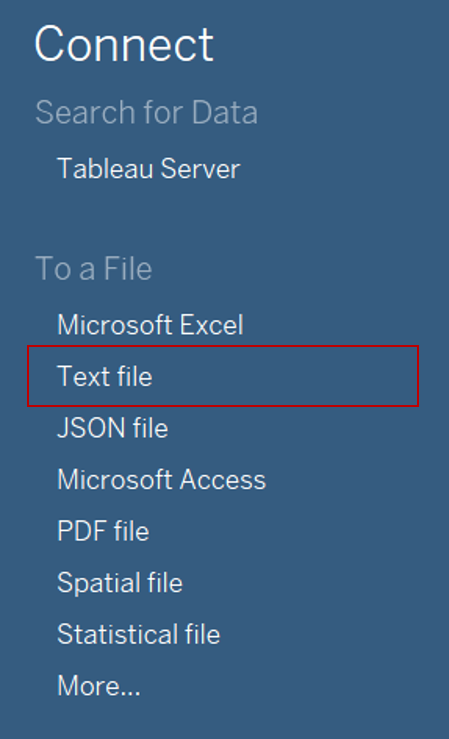 Connect
Search for Data
Tableau Server
To a File
Microsoft Excel
Text file
JSON file
Microsoft Access
PDF file
Spatial file
Statistical file
More...